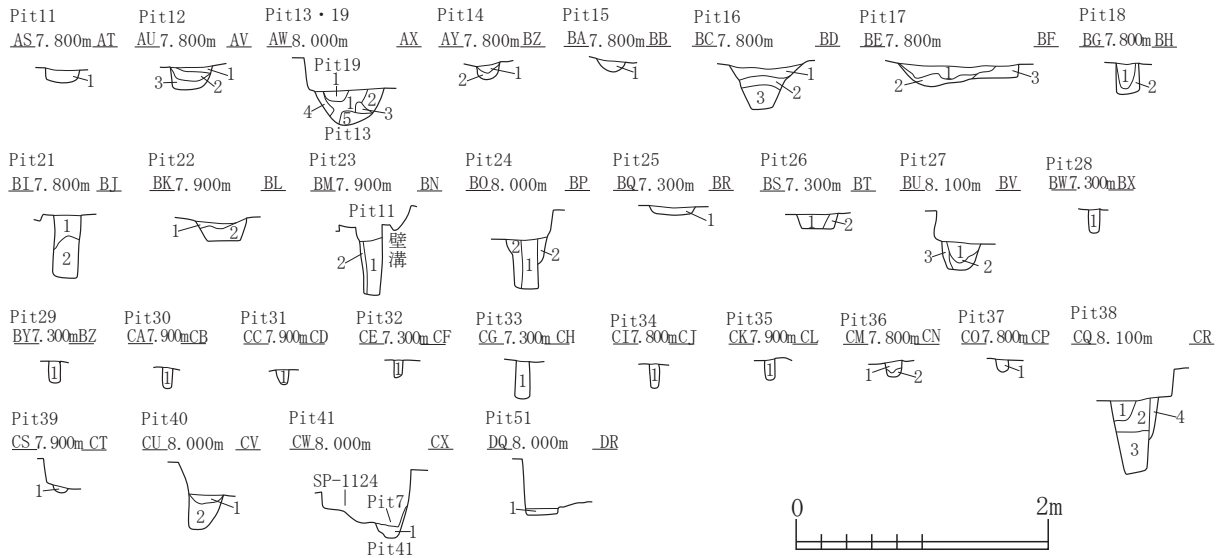 Pit11 Pit12 Pit13・19 Pit14 Pit15 Pit16 Pit17 Pit18
AS 7.800m AT AU 7.800m AV AW 8.000m AX AY 7.800m BZ BA 7.800m BB BC 7.800m BD BE 7.800m BF BG 7.800m BH
Pit19
1 1 2 3 1 2 3 4 5 1 1 1 2 3 1 2 3 1 2
Pit13
Pit21 Pit22 Pit23 Pit24 Pit25 Pit26 Pit27 Pit28
BI 7.800m BJ BK 7.900m BL BM 7.900m BN BO 8.000m BP BQ 7.300m BR BS 7.300m BT BU 8.100m BV BW 7.300m BX
Pit11
壁溝
1 2 1 2 2 1 2 1 2 1 1 2 3 1 2 1
Pit29 Pit30 Pit31 Pit32 Pit33 Pit34 Pit35 Pit36 Pit37 Pit38
BY 7.300m BZ CA 7.900m CB CC 7.900m CD CE 7.300m CF CG 7.300m CH CI 7.800m CJ CK 7.900m CL CM 7.800m CN CO 7.800m CP CQ 8.100m CR
1 1 1 1 1 1 1 1 2 1 1 2 3 4
Pit39 Pit40 Pit41 Pit51
CS 7.900m CT CU 8.000m CV CW 8.000m CX DQ 8.000m DR
SP-1124
Pit7
1 1 2 1 1
Pit41
0 2m